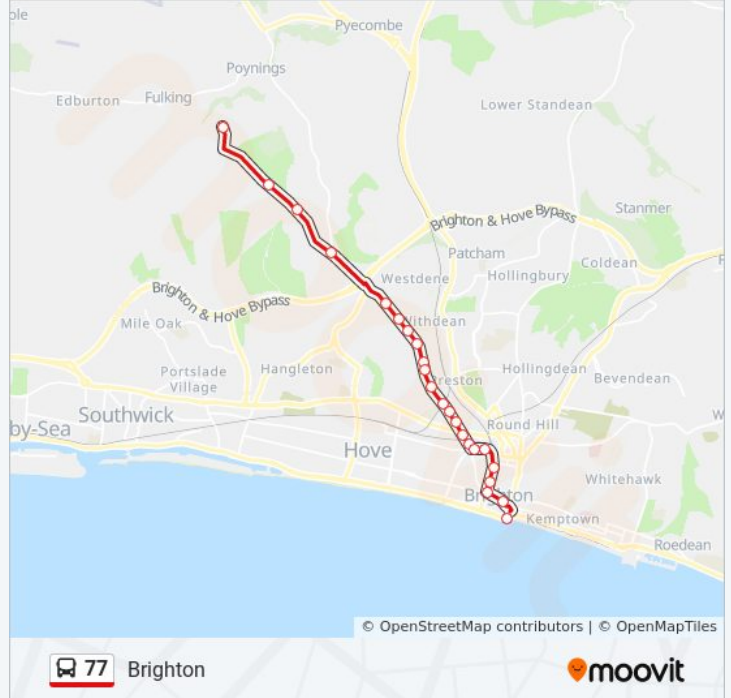 ole
Pyecombe
Poynings
Edburton
Fulking
Lower Standean
Brighton & Hove Bypass
Stanmer
Patcham
Coldean
Westdene
Hollingbury
Brighton & Hove Bypass
Mile Oak
Withdean
Portslade
Village
Hangleton
Preston
Hollingdean
Bevendean
Southwick
by-Sea
Round Hill
W
Hove
Whitehawk
Brighton
Kemptown
Roedean
© OpenStreetMap contributors | © OpenMapTiles
77 Brighton
moovit